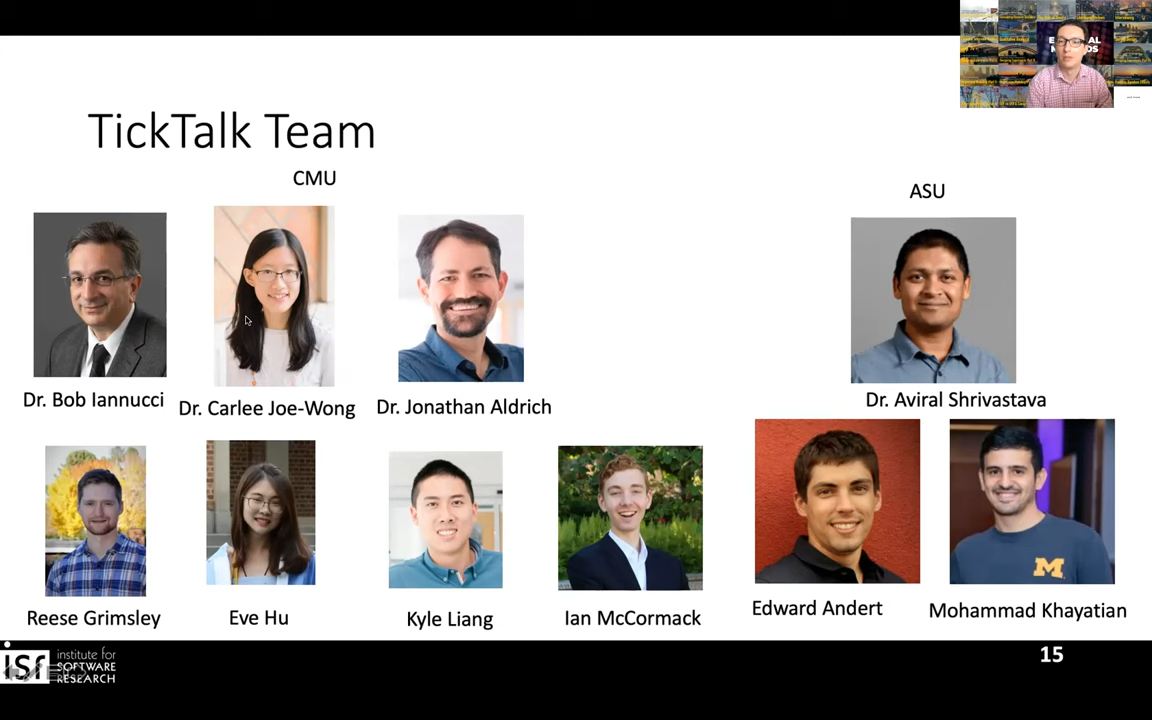 TickTalk Team
CMU
ASU
Dr. Bob Iannucci
Dr. Carlee Joe-Wong
Dr. Jonathan Aldrich
Dr. Aviral Shrivastava
M
Reese Grimsley
Eve Hu
Kyle Liang
Ian McCormack
Edward Andert
Mohammad Khayatian
isr
institute for
SOFTWARE
RESEARCH
15